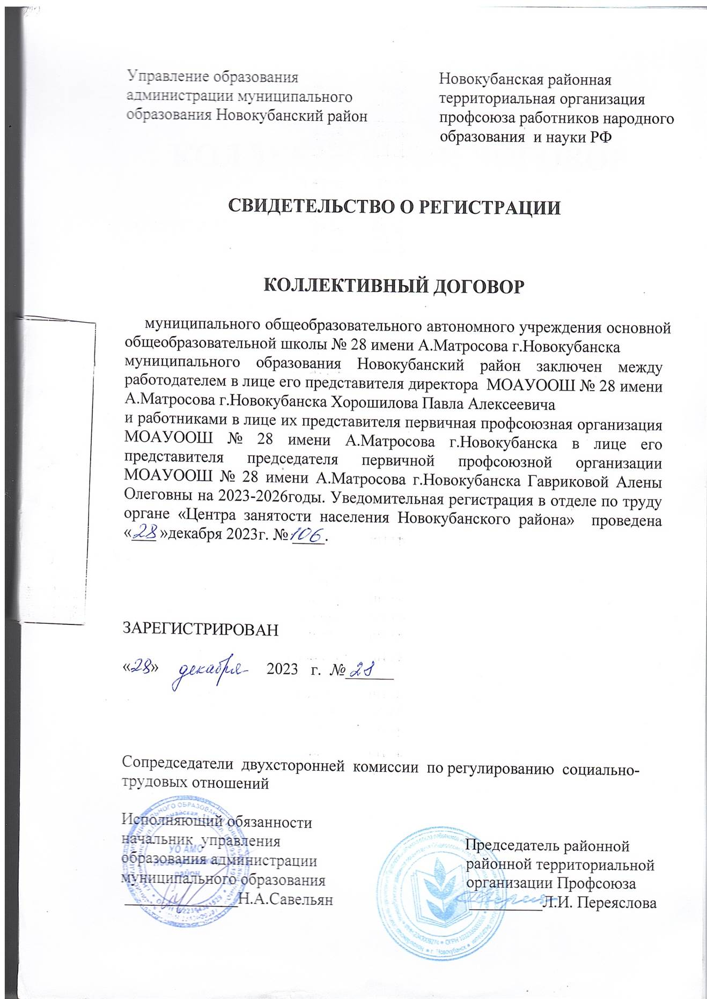 Управление образования
администрации муниципального
образования Новокубанский район
Новокубанская районная
территориальная организация
профсоюза работников народного
образования и науки РФ
СВИДЕТЕЛЬСТВО О РЕГИСТРАЦИИ
КОЛЛЕКТИВНЫЙ ДОГОВОР
муниципального общеобразовательного автономного учреждения основной
общеобразовательной школы № 28 имени А.Матросова г.Новокубанска
муниципального образования Новокубанский район заключен между
работодателем в лице его представителя директора МОАУООШ № 28 имени
А.Матросова г.Новокубанска Хорошилова Павла Алексеевича
и работниками в лице их представителя первичная профсоюзная организация
МОАУООШ № 28 имени А.Матросова г.Новокубанска в лице его
представителя председателя первичной профсоюзной организации
МОАУООШ № 28 имени А.Матросова г.Новокубанска Гавриковой Алены
Олеговны на 2023-2026годы. Уведомительная регистрация в отделе по труду
органе «Центра занятости населения Новокубанского района» проведена
«28»декабря 2023г. №106.
ЗАРЕГИСТРИРОВАН
«28» декабря 2023 г. № 28
Сопредседатели двухсторонней комиссии по регулированию социально-
трудовых отношений
Исполняющий обязанности
начальник управления
образования администрации
муниципального образования
Н.А.Савельян
УО АМО
район
Председатель районной
районной территориальной
организации Профсоюза
Л.И. Переяслова
г. Новокубанск